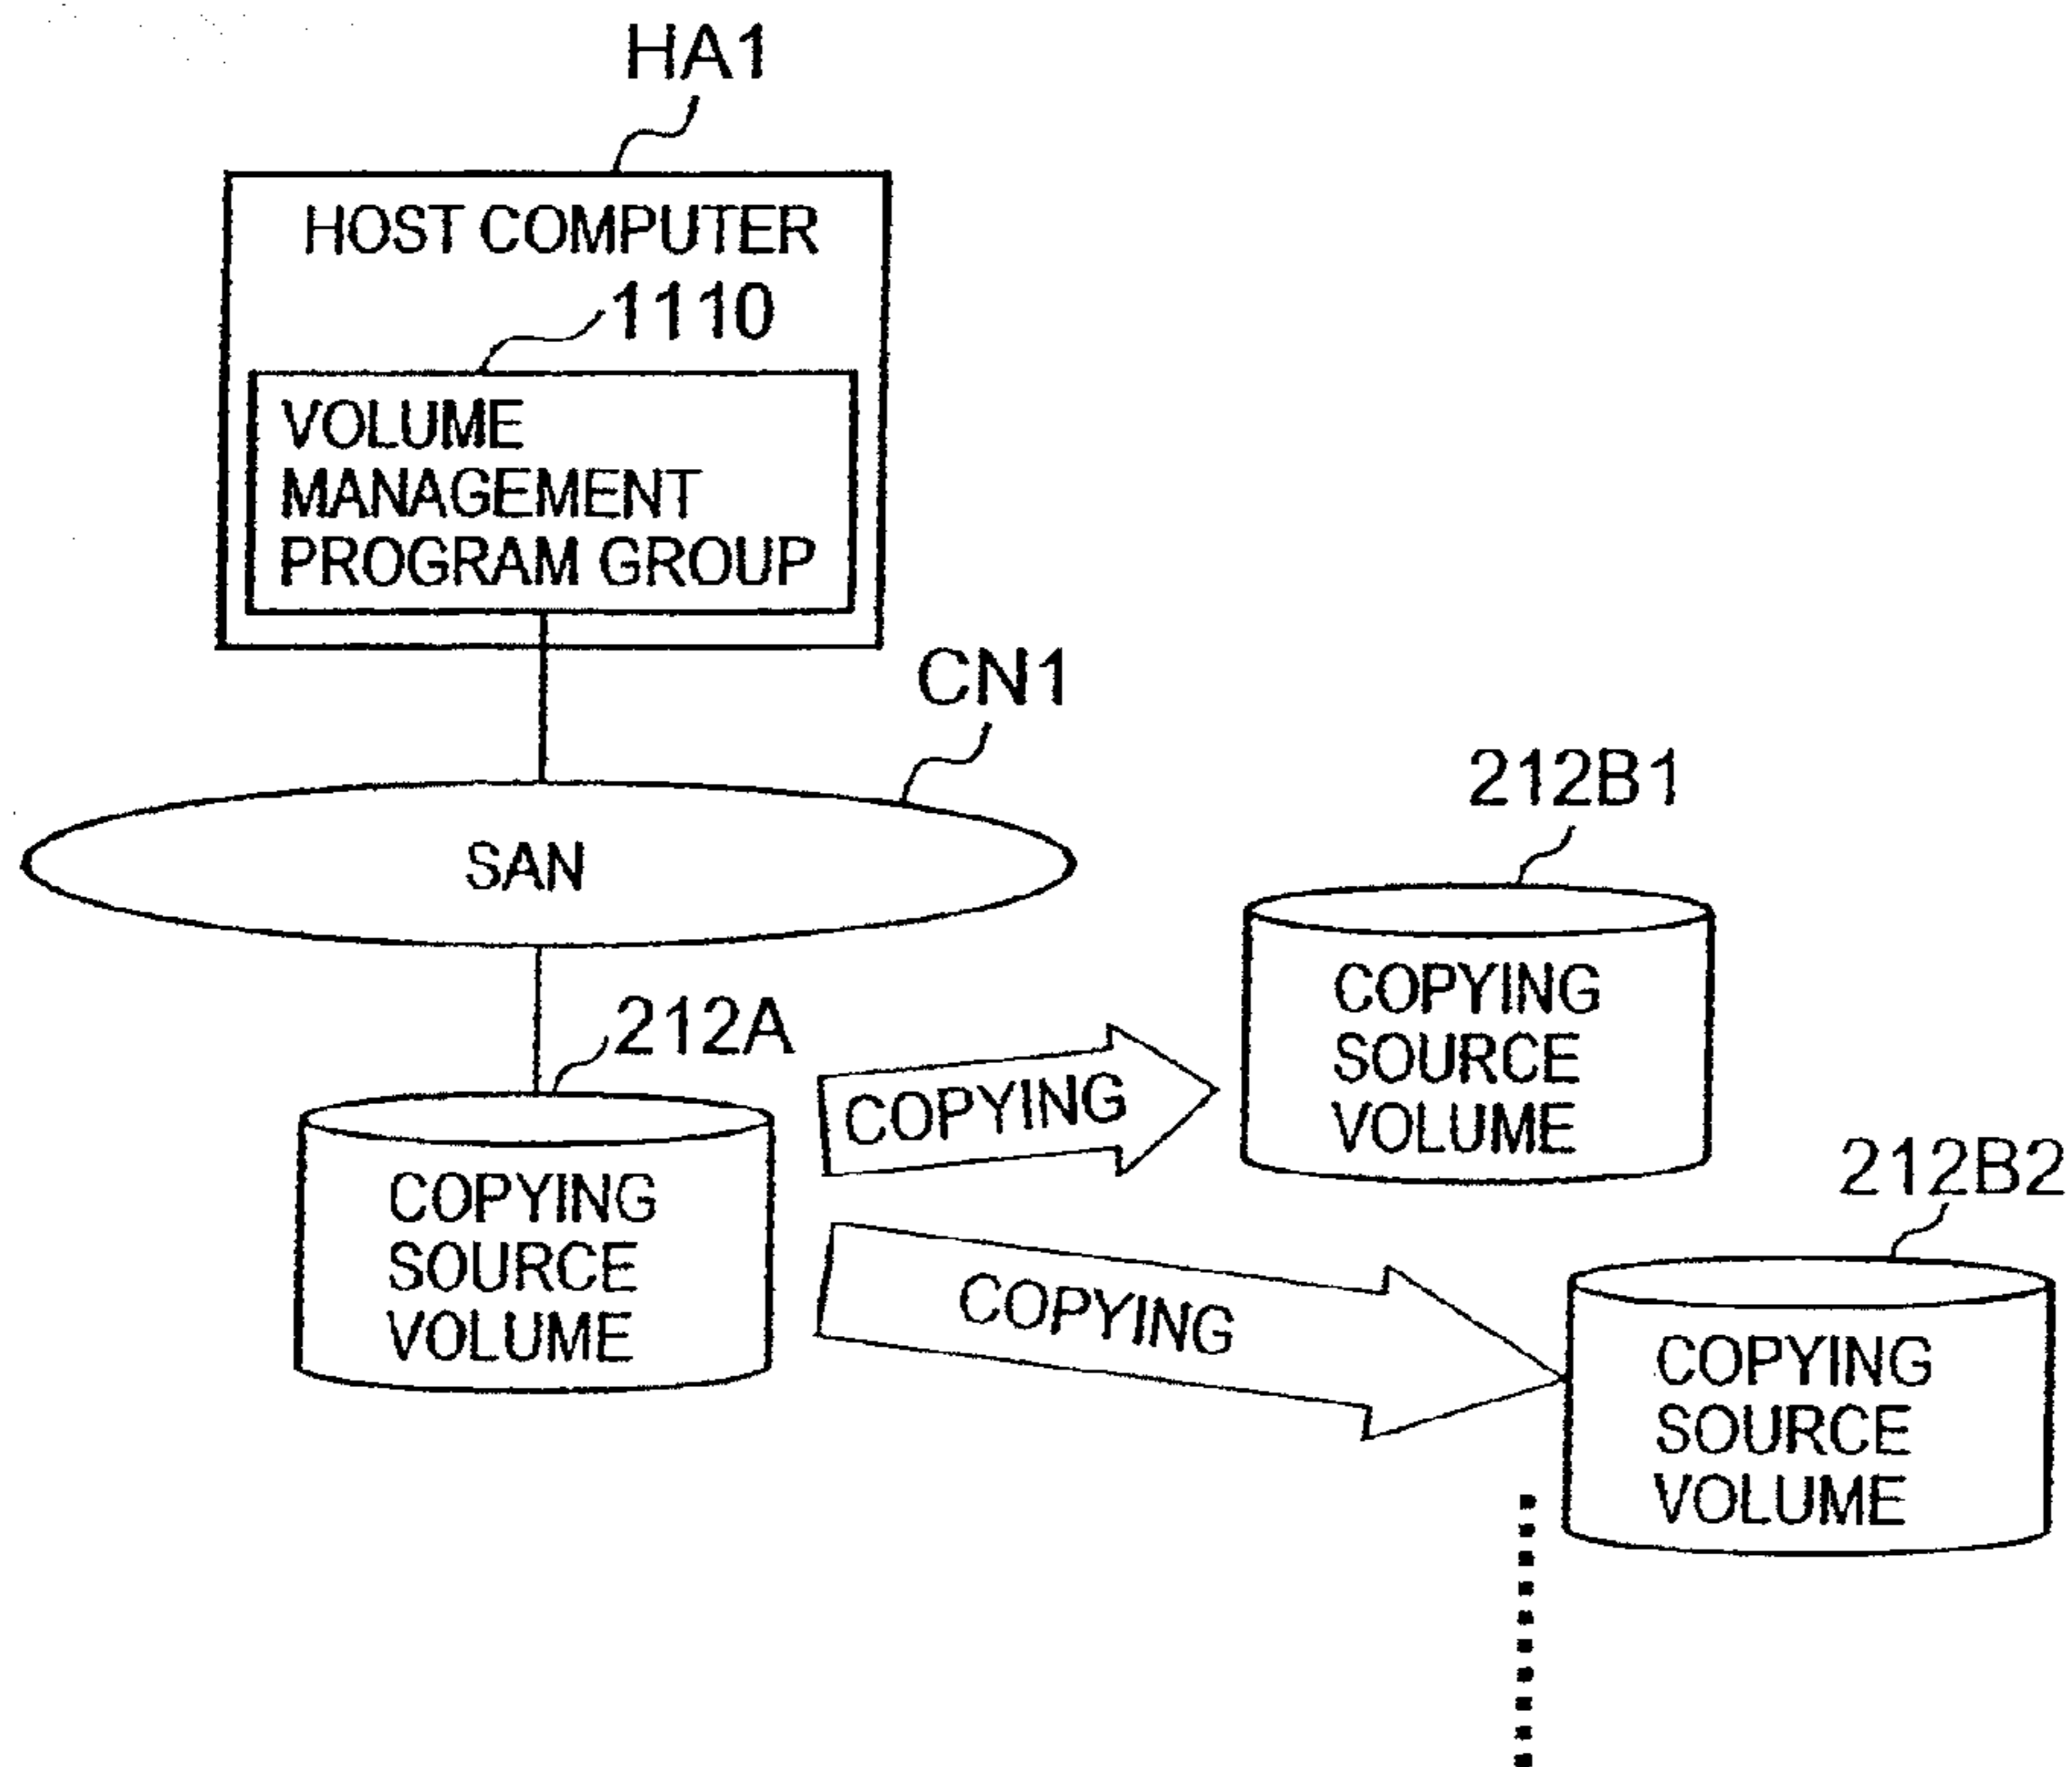 HA1
HOST COMPUTER
1110
VOLUME
MANAGEMENT
PROGRAM GROUP
CN1
SAN
212B1
COPYING
SOURCE
VOLUME
212A
COPYING
COPYING
SOURCE
VOLUME
COPYING
212B2
COPYING
SOURCE
VOLUME